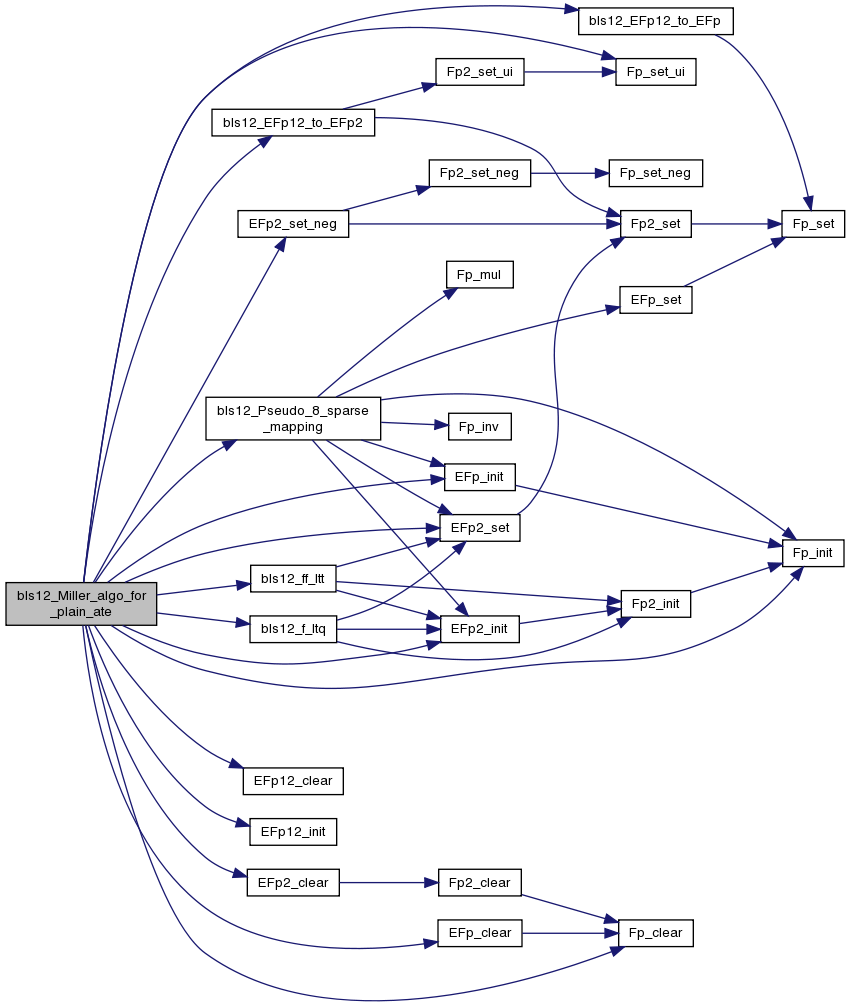 bls12_EFp12_to_EFp
Fp2_set_ui
Fp_set_ui
bls12_EFp12_to_EFp2
Fp2_set_neg
Fp_set_neg
EFp2_set_neg
Fp2_set
Fp_set
Fp_mul
EFp_set
bls12_Pseudo_8_sparse
_mapping
Fp_inv
EFp_init
EFp2_set
Fp_init
bls12_ff_ltt
bls12_Miller_algo_for
_plain_ate
Fp2_init
bls12_f_ltq
EFp2_init
EFp12_clear
EFp12_init
EFp2_clear
Fp2_clear
EFp_clear
Fp_clear